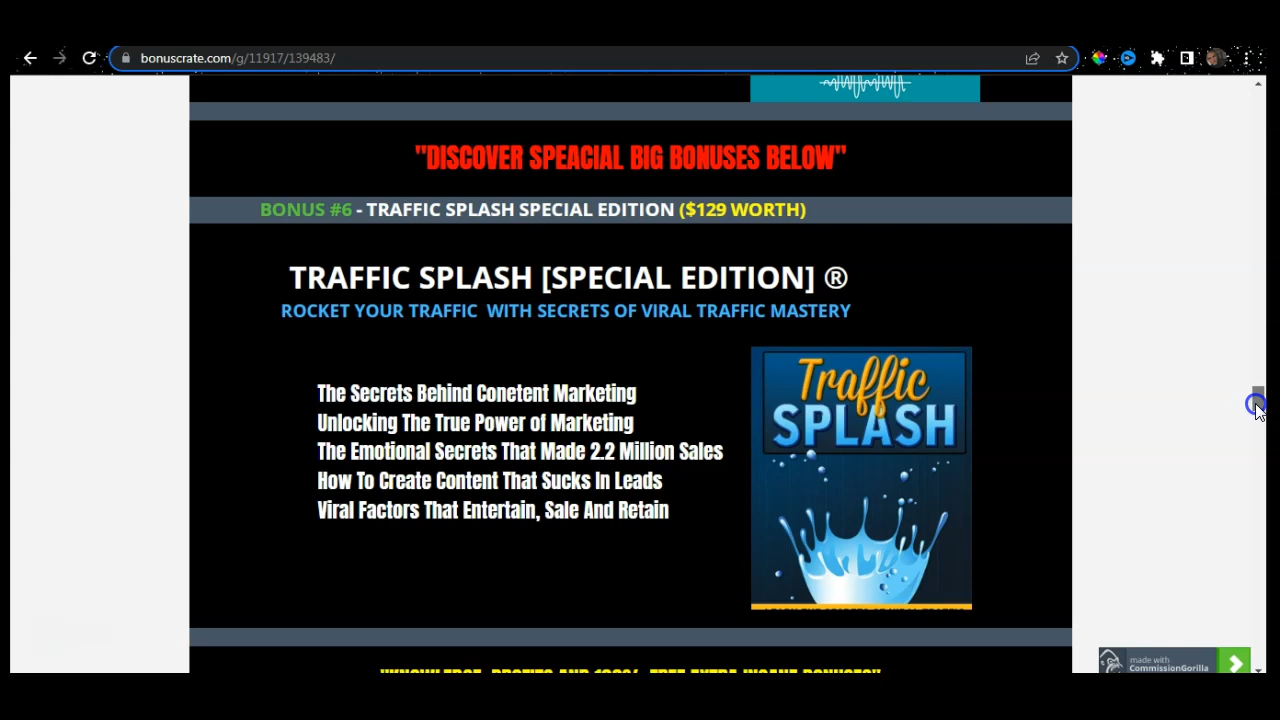 bonuscrate.com/g/11917/139483/
"DISCOVER SPEACIAL BIG BONUSES BELOW"
BONUS #6 - TRAFFIC SPLASH SPECIAL EDITION ($129 WORTH)
TRAFFIC SPLASH [SPECIAL EDITION] ®
ROCKET YOUR TRAFFIC WITH SECRETS OF VIRAL TRAFFIC MASTERY
The Secrets Behind Conetent Marketing
Unlocking The True Power of Marketing
The Emotional Secrets That Made 2.2 Million Sales
How To Create Content That Sucks In Leads
Viral Factors That Entertain, Sale And Retain
Traffic
SPLASH
made with
CommissionGorilla